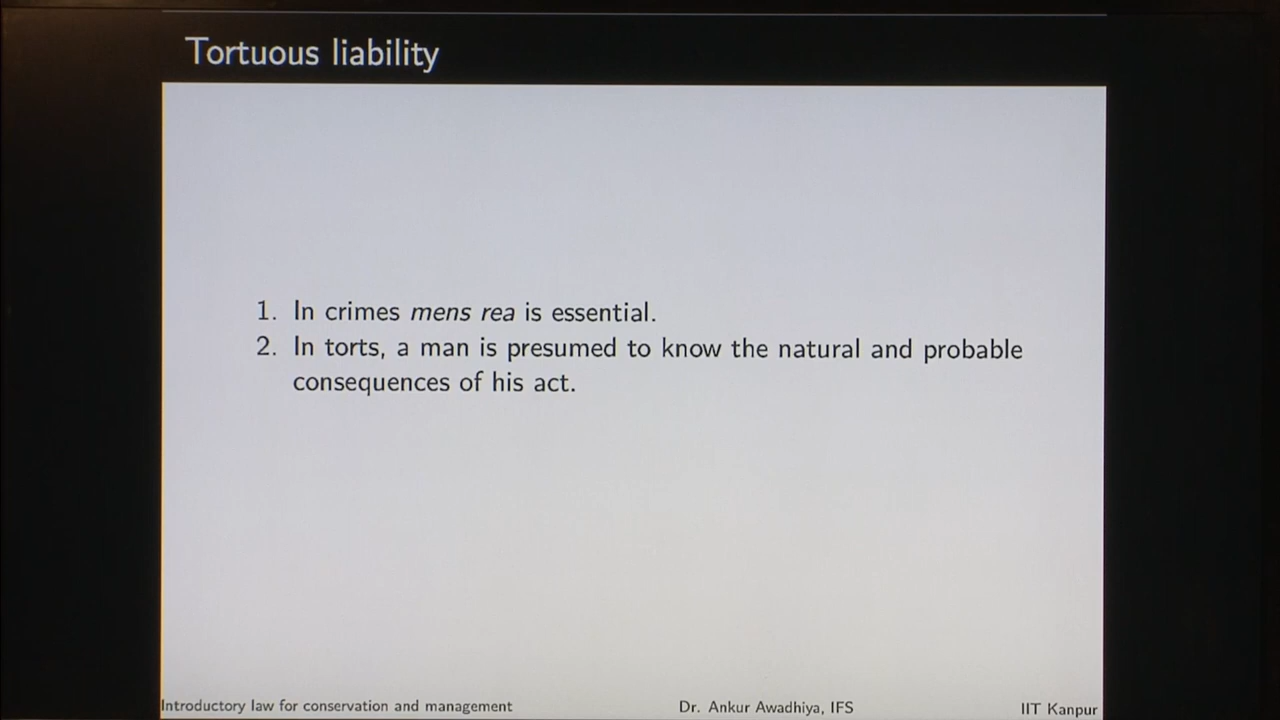 Tortuous liability
1. In crimes mens rea is essential.
2. In torts, a man is presumed to know the natural and probable
consequences of his act.
Introductory law for conservation and management Dr. Ankur Awadhiya, IFS IIT Kanpur